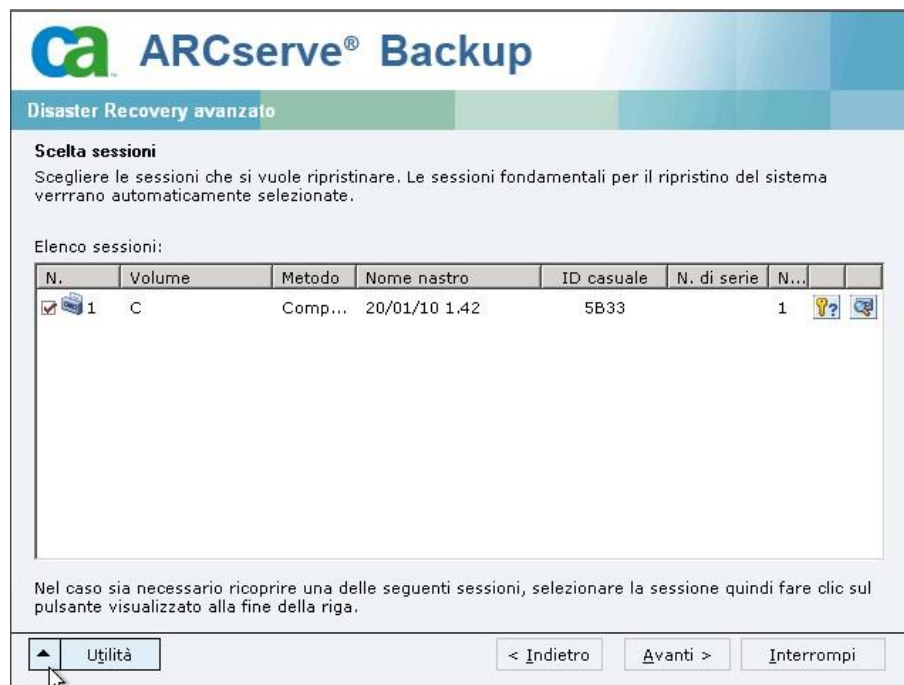 ca ARCserve® Backup
Disaster Recovery avanzato
Scelta sessioni
Scegliere le sessioni che si vuole ripristinare. Le sessioni fondamentali per il ripristino del sistema
verrrano automaticamente selezionate.
Elenco sessioni:
N. Volume Metodo Nome nastro ID casuale N. di serie N...
1 C Comp... 20/01/10 1.42 5B33 1
Nel caso sia necessario ricoprire una delle seguenti sessioni, selezionare la sessione quindi fare clic sul
pulsante visualizzato alla fine della riga.
Utilità < Indietro Avanti > Interrompi